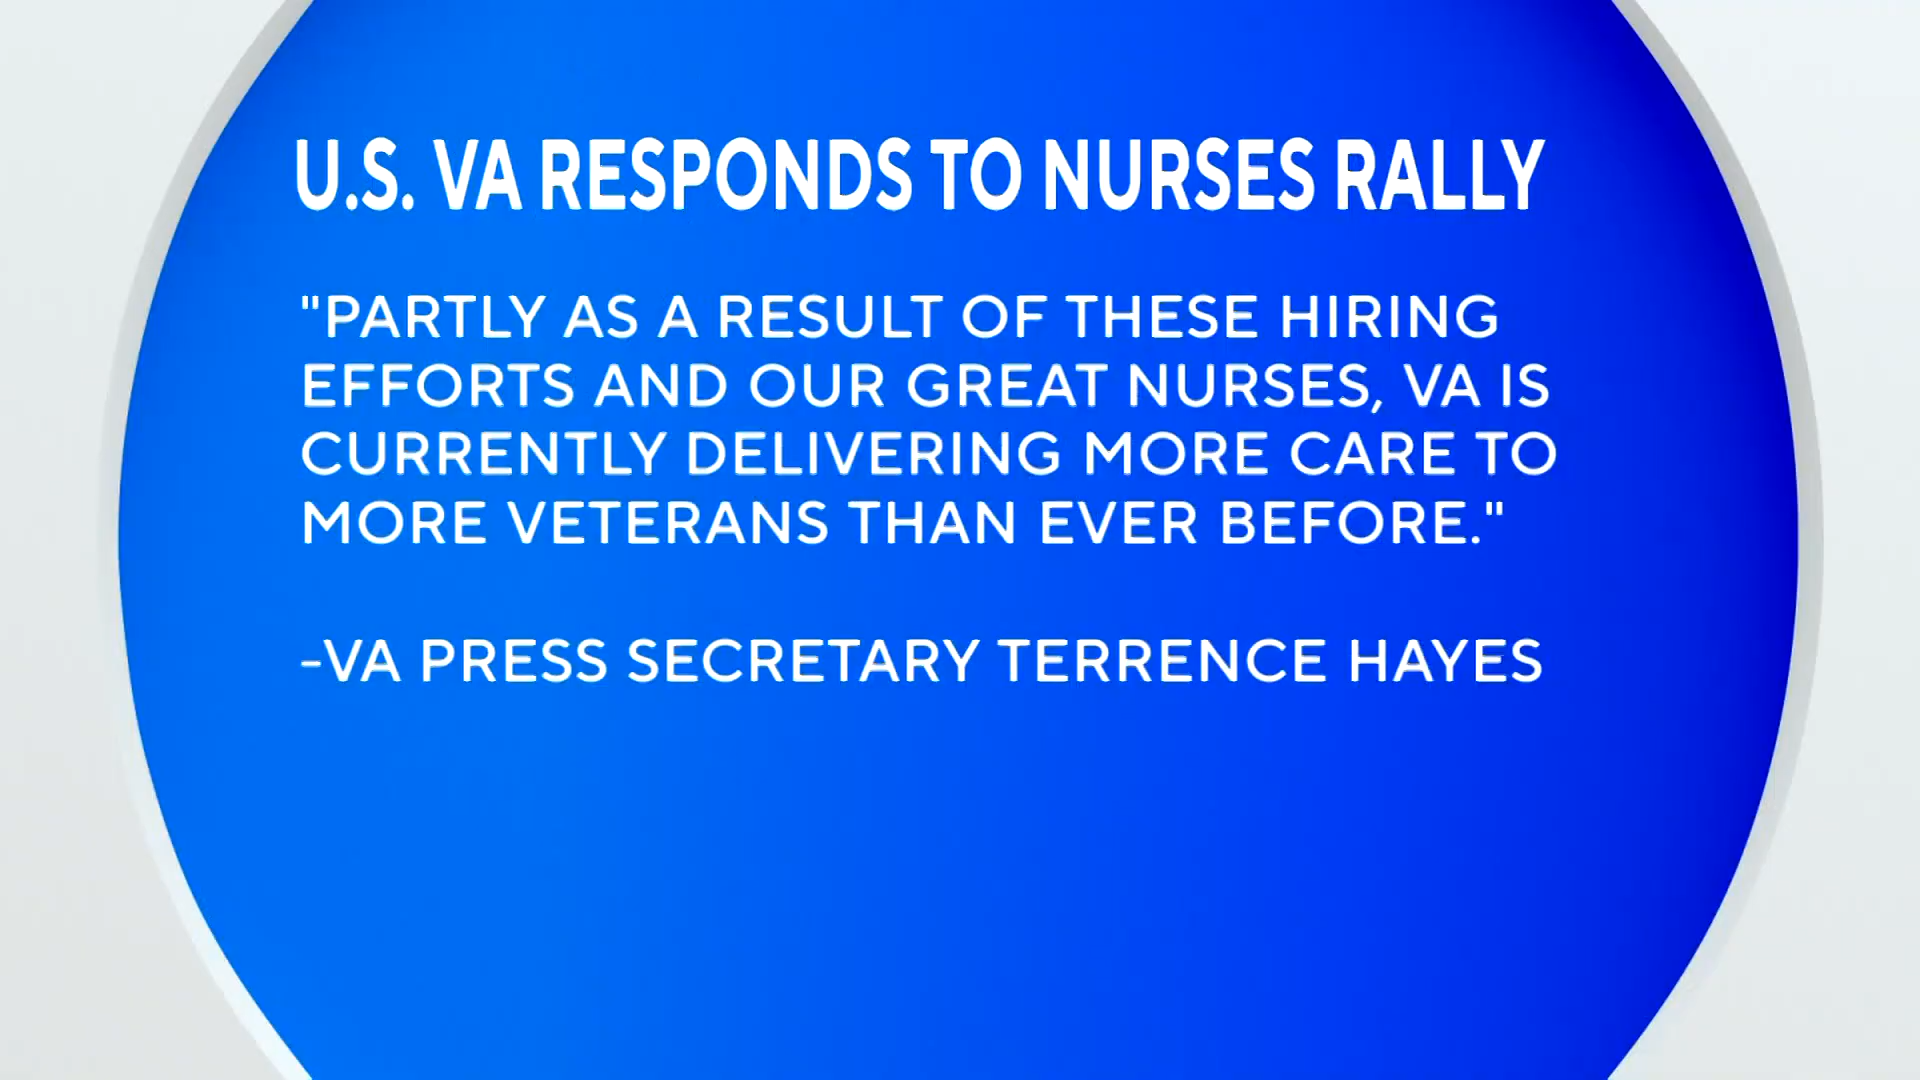 U.S. VA RESPONDS TO NURSES RALLY
"PARTLY AS A RESULT OF THESE HIRING
EFFORTS AND OUR GREAT NURSES, VA IS
CURRENTLY DELIVERING MORE CARE TO
MORE VETERANS THAN EVER BEFORE."
-VA PRESS SECRETARY TERRENCE HAYES